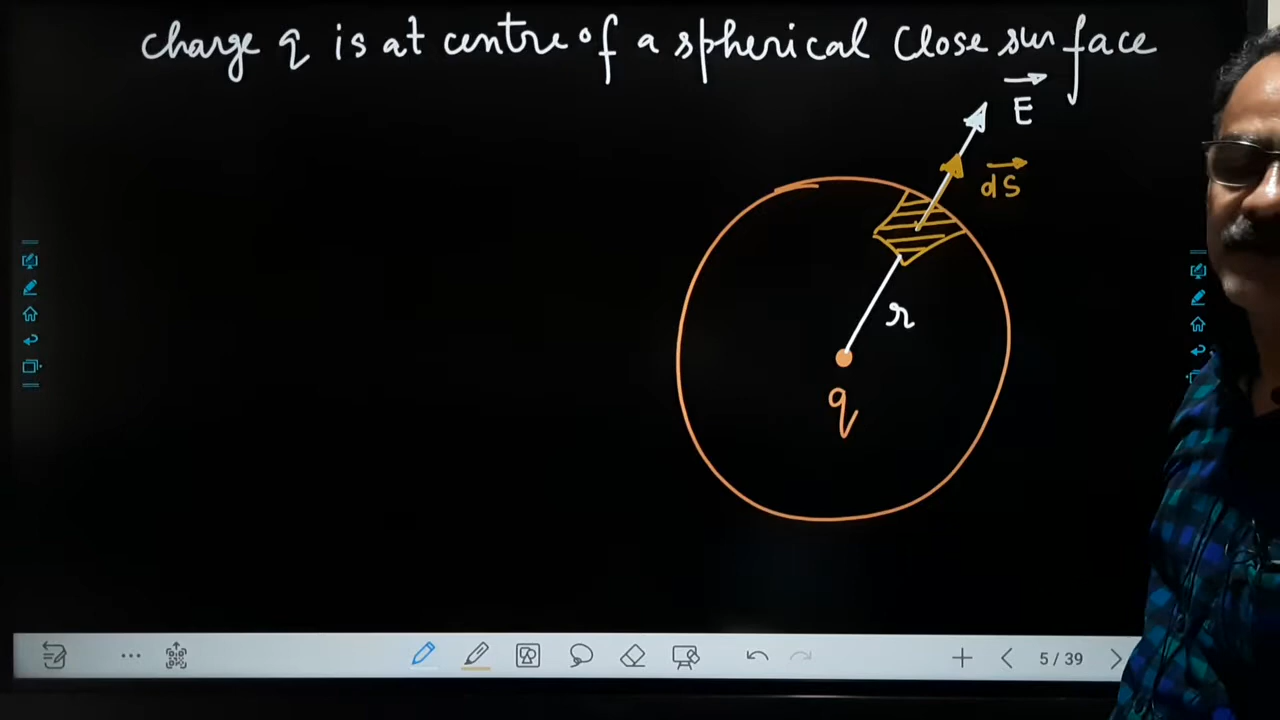 charge q is at centre of a spherical close surface
E
dS
r
q
5 / 39